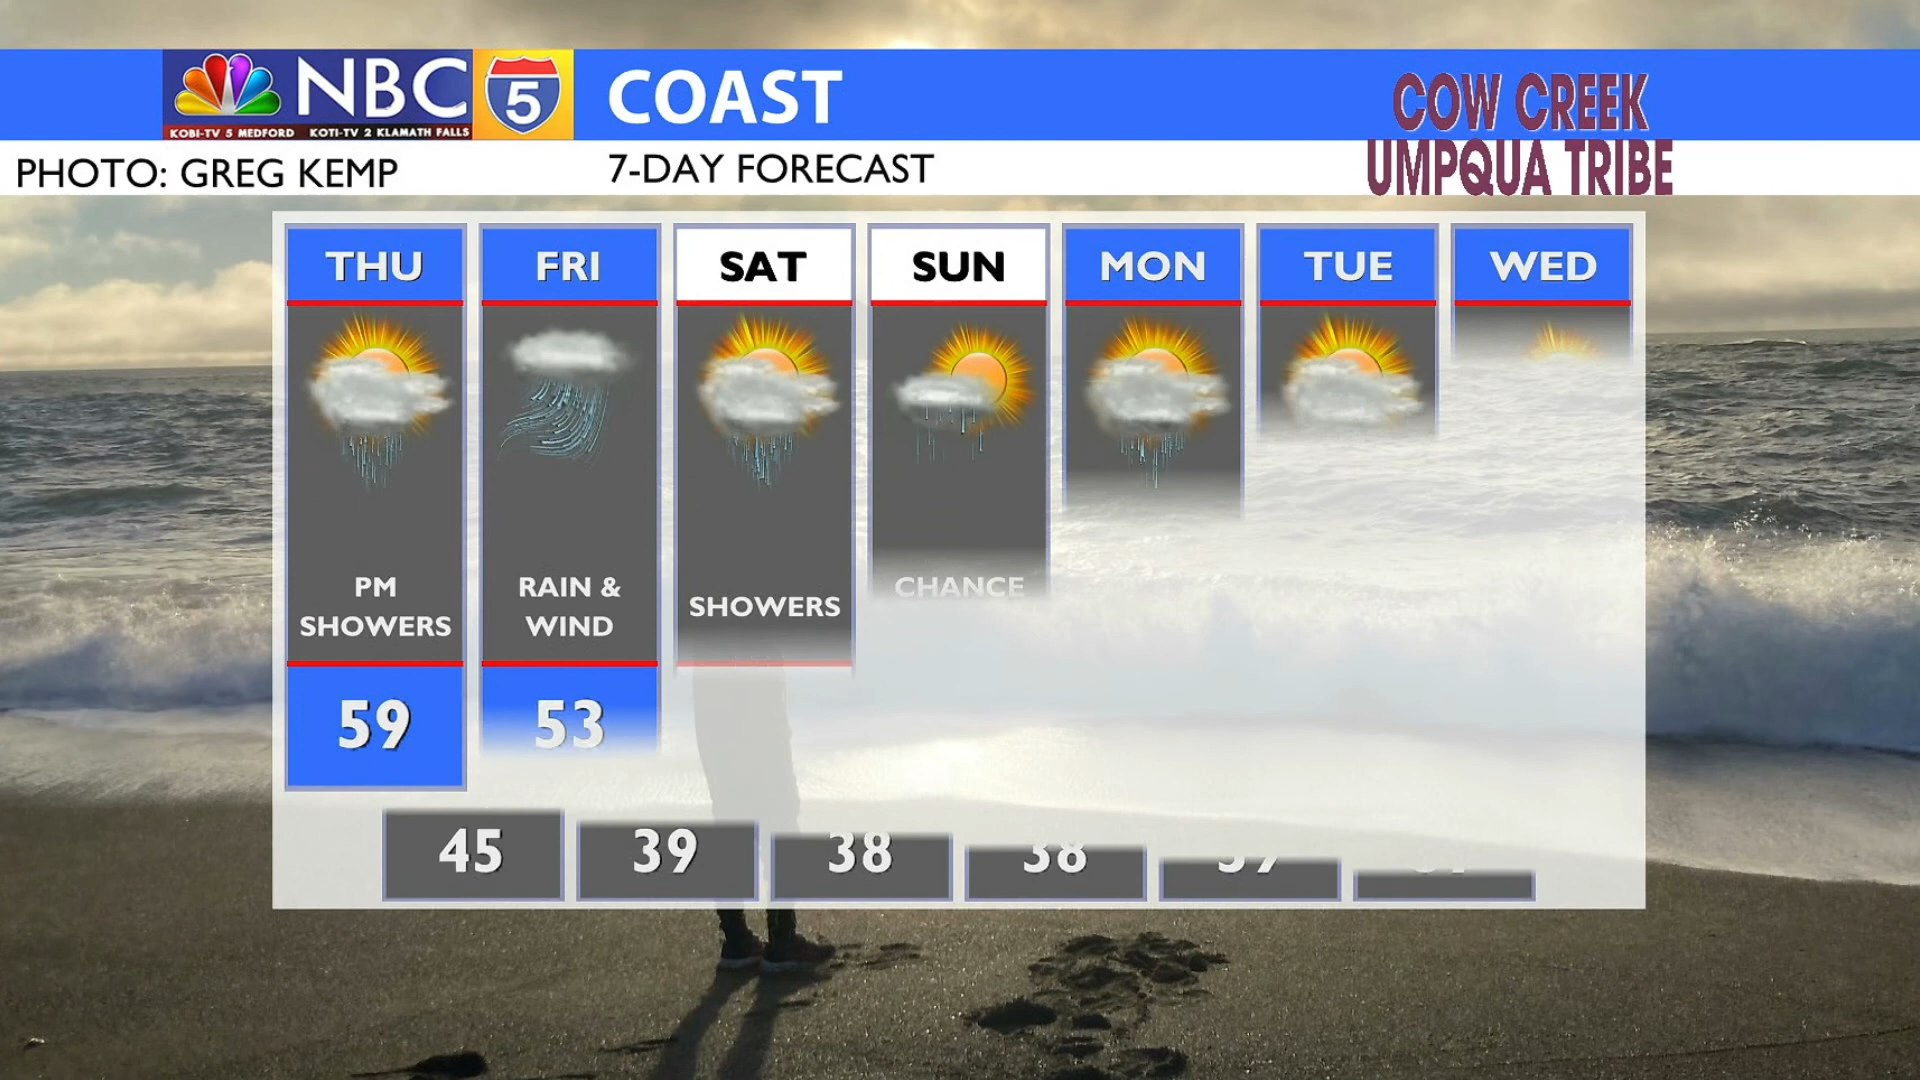 NBC 5
KOBI-TV 5 MEDFORD KOTI-TV 2 KLAMATH FALLS
COAST
COW CREEK
UMPQUA TRIBE
PHOTO: GREG KEMP
7-DAY FORECAST
THU FRI SAT SUN MON TUE WED
PM
SHOWERS
RAIN &
WIND
SHOWERS
CHANCE
59 53
45 39 38 38